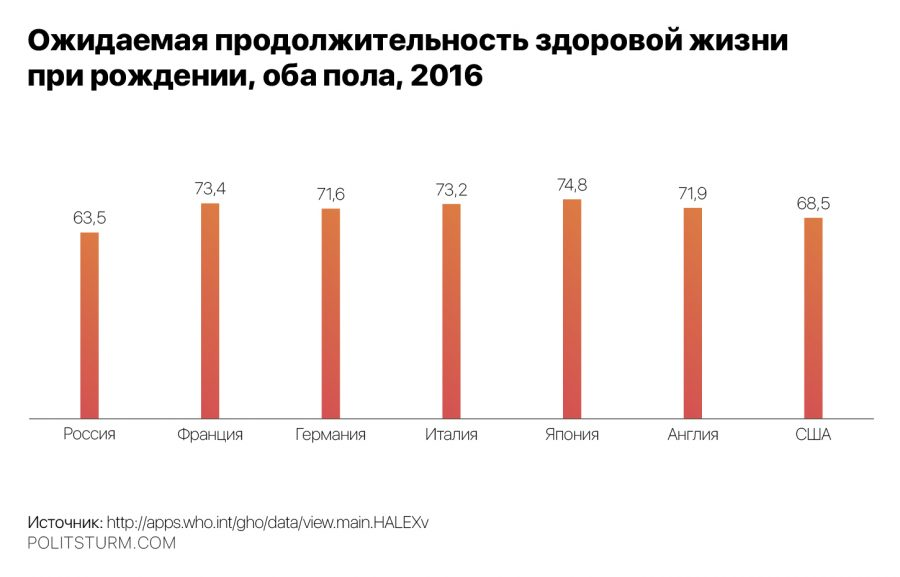 Ожидаемая продолжительность здоровой жизни
при рождении, оба пола, 2016
63,5
73,4
71,6
73,2
74,8
71,9
68,5
Россия
Франция
Германия
Италия
Япония
Англия
США
Источник: http://apps.who.int/gho/data/view.main.HALEXv
POLITSTURM.COM